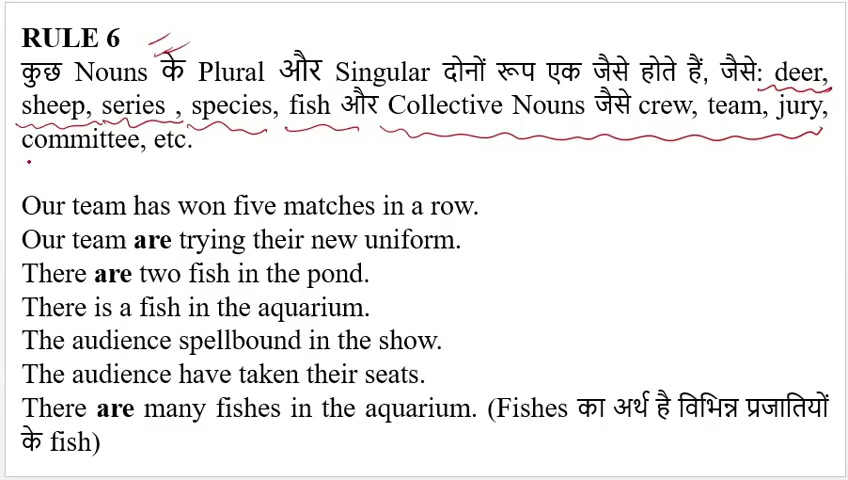 RULE 6
कुछ Nouns के Plural और Singular दोनों रूप एक जैसे होते हैं, जैसे: deer,
sheep, series , species, fish और Collective Nouns जैसे crew, team, jury,
committee, etc.
Our team has won five matches in a row.
Our team are trying their new uniform.
There are two fish in the pond.
There is a fish in the aquarium.
The audience spellbound in the show.
The audience have taken their seats.
There are many fishes in the aquarium. (Fishes का अर्थ है विभिन्न प्रजातियों
के fish)